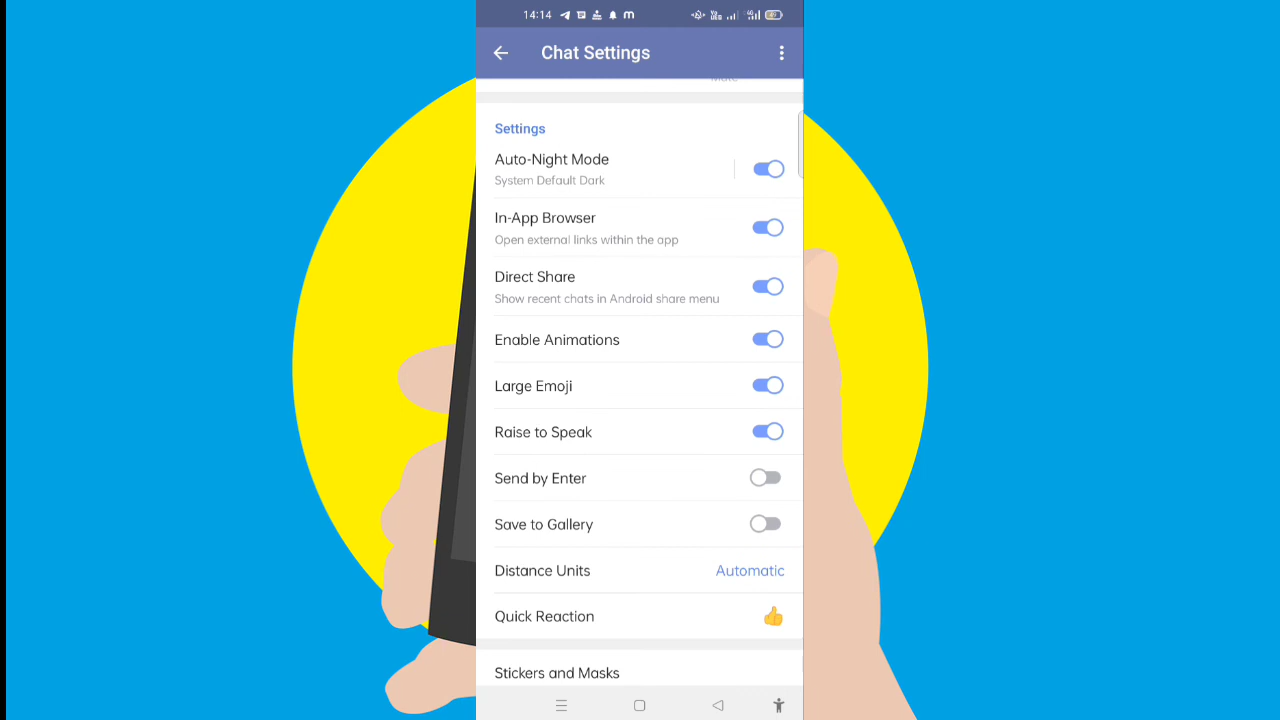 14:14
Chat Settings
Mute
Settings
Auto-Night Mode
System Default Dark
In-App Browser
Open external links within the app
Direct Share
Show recent chats in Android share menu
Enable Animations
Large Emoji
Raise to Speak
Send by Enter
Save to Gallery
Distance Units
Automatic
Quick Reaction
Stickers and Masks